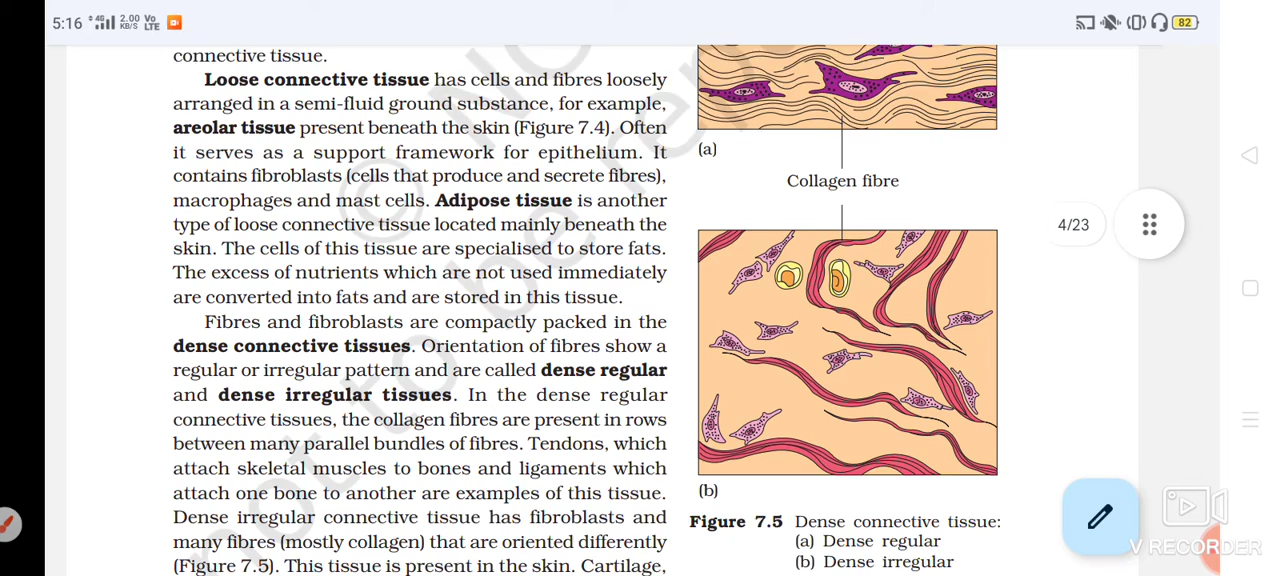 5:16 4G 2.00 KB/S Vo LTE 82
connective tissue.
Loose connective tissue has cells and fibres loosely
arranged in a semi-fluid ground substance, for example,
areolar tissue present beneath the skin (Figure 7.4). Often
it serves as a support framework for epithelium. It
contains fibroblasts (cells that produce and secrete fibres),
macrophages and mast cells. Adipose tissue is another
type of loose connective tissue located mainly beneath the
skin. The cells of this tissue are specialised to store fats.
The excess of nutrients which are not used immediately
are converted into fats and are stored in this tissue.
Fibres and fibroblasts are compactly packed in the
dense connective tissues. Orientation of fibres show a
regular or irregular pattern and are called dense regular
and dense irregular tissues. In the dense regular
connective tissues, the collagen fibres are present in rows
between many parallel bundles of fibres. Tendons, which
attach skeletal muscles to bones and ligaments which
attach one bone to another are examples of this tissue.
Dense irregular connective tissue has fibroblasts and
many fibres (mostly collagen) that are oriented differently
(Figure 7.5). This tissue is present in the skin. Cartilage,
(a)
Collagen fibre
(b)
Figure 7.5 Dense connective tissue:
(a) Dense regular
(b) Dense irregular
4/23
V RECORDER
not to be